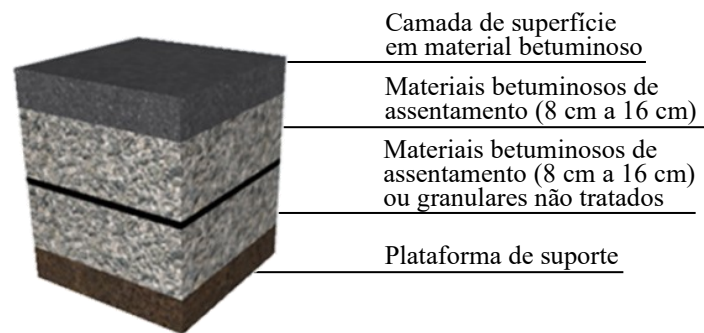 Camada de superfície
em material betuminoso
Materiais betuminosos de
assentamento (8 cm a 16 cm)
Materiais betuminosos de
assentamento (8 cm a 16 cm)
ou granulares não tratados
Plataforma de suporte